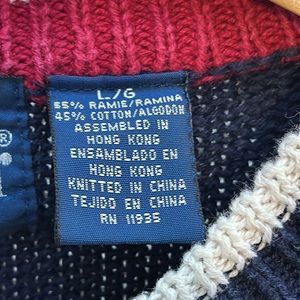 L/G
55% RAMIE/RAMINA
45% COTTON/ALGODON
ASSEMBLED IN
HONG KONG
ENSAMBLADO EN
HONG KONG
KNITTED IN CHINA
TEJIDO EN CHINA
RN 11935
®